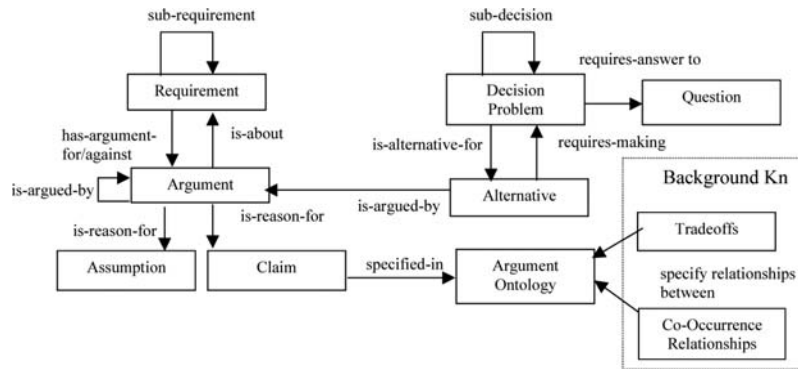 sub-requirement
sub-decision
requires-answer to
Requirement
Decision
Problem
Question
has-argument-
for/against
is-about
is-alternative-for
requires-making
Background Kn
is-argued-by
Argument
Alternative
is-argued-by
is-reason-for
is-reason-for
Tradeoffs
Assumption
Claim
specified-in
Argument
Ontology
specify relationships
between
Co-Occurrence
Relationships